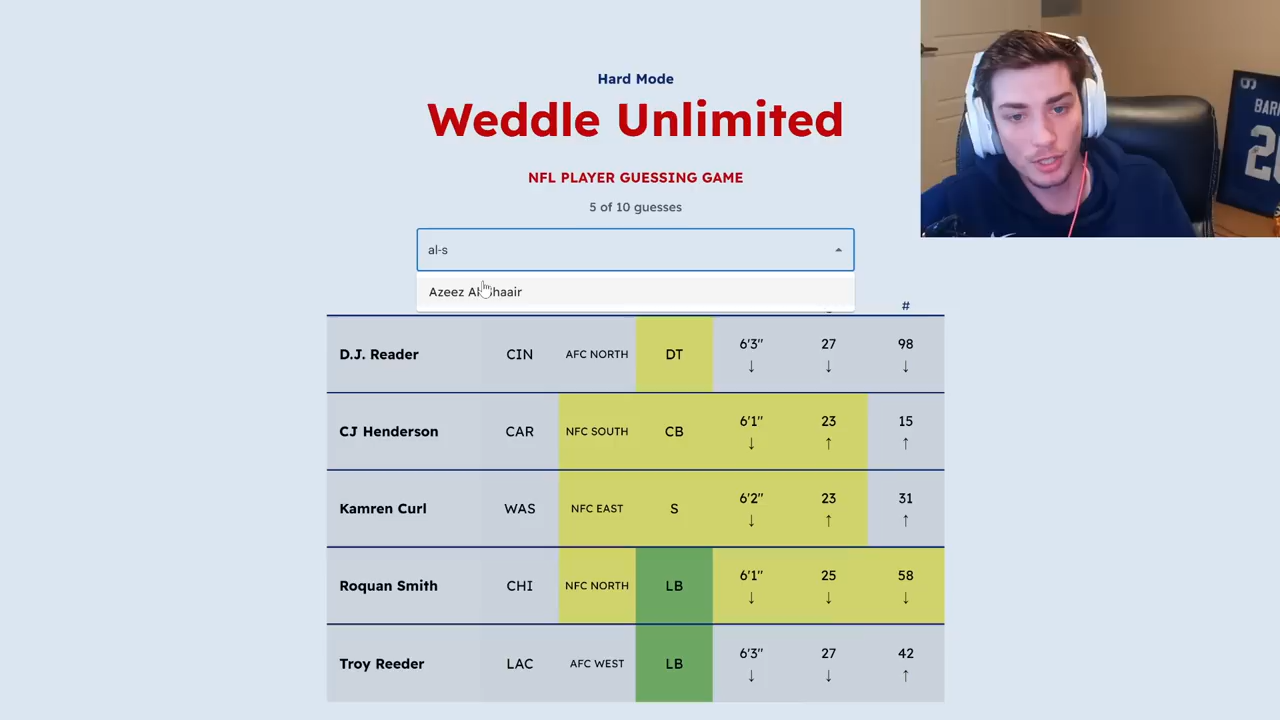 Hard Mode
Weddle Unlimited
NFL PLAYER GUESSING GAME
5 of 10 guesses
al-s
Azeez Al-Shaair
#
D.J. Reader CIN AFC NORTH DT 6'3" ↓ 27 ↓ 98 ↓
CJ Henderson CAR NFC SOUTH CB 6'1" ↓ 23 ↑ 15 ↑
Kamren Curl WAS NFC EAST S 6'2" ↓ 23 ↑ 31 ↑
Roquan Smith CHI NFC NORTH LB 6'1" ↓ 25 ↓ 58 ↓
Troy Reeder LAC AFC WEST LB 6'3" ↓ 27 ↓ 42 ↑